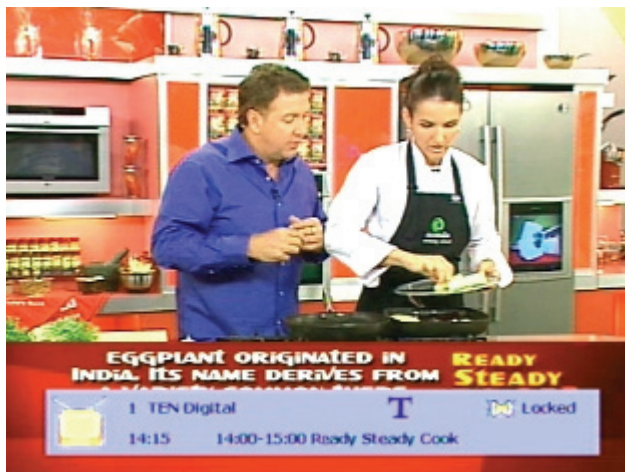 EGGPLANT ORIGINATED IN
INDIA. ITS NAME DERIVES FROM
READY
STEADY
1 TEN Digital T Locked
14:15 14:00-15:00 Ready Steady Cook